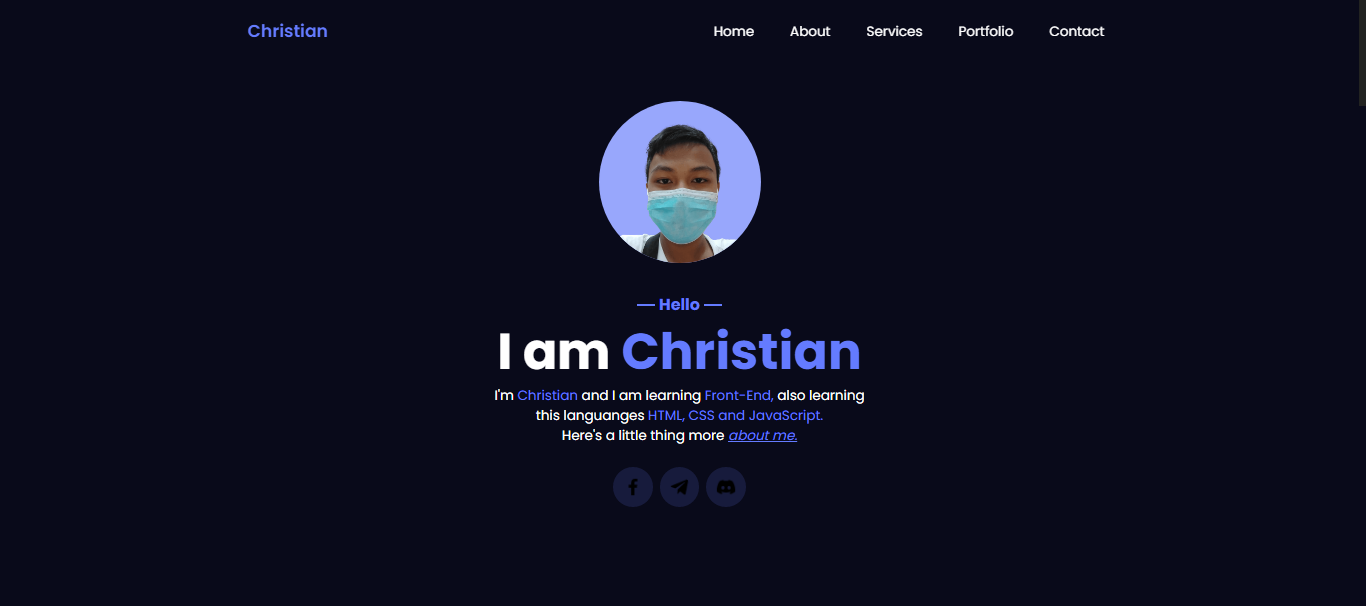 Christian
Home About Services Portfolio Contact
— Hello —
I am Christian
I'm Christian and I am learning Front-End, also learning
this languanges HTML, CSS and JavaScript.
Here's a little thing more about me.